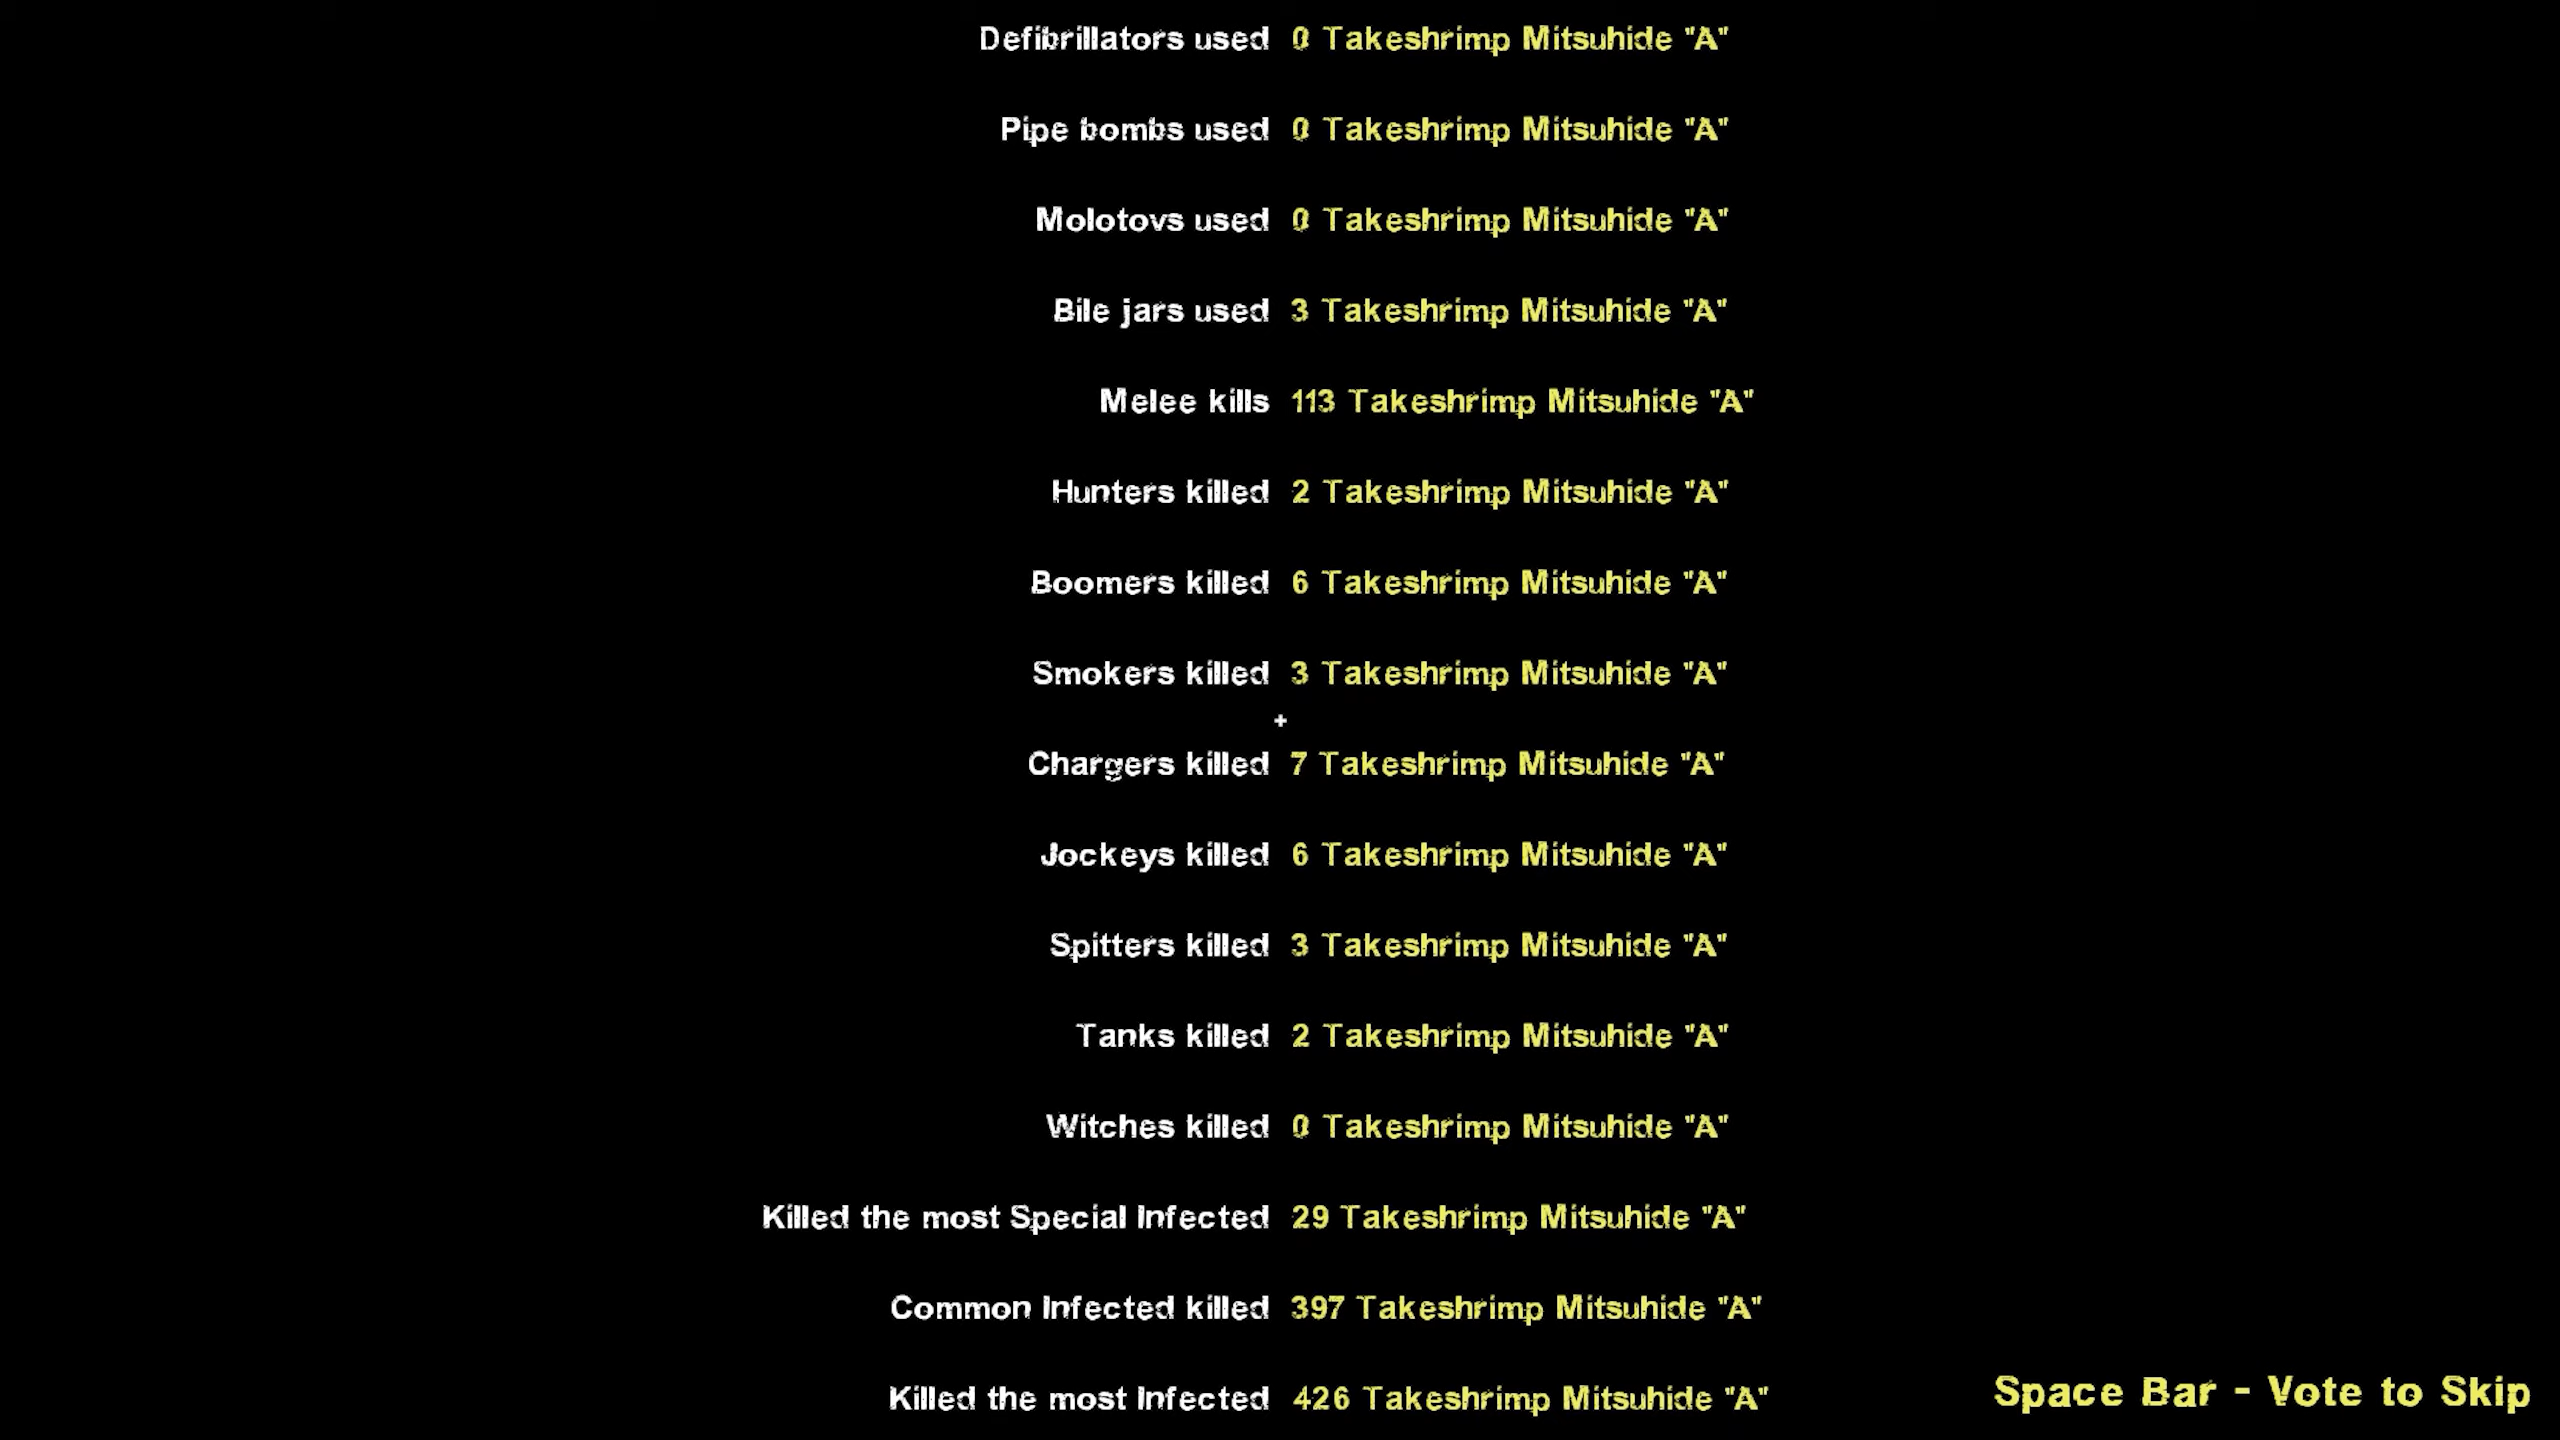 Defibrillators used 0 Takeshrimp Mitsuhide "A"
Pipe bombs used 0 Takeshrimp Mitsuhide "A"
Molotovs used 0 Takeshrimp Mitsuhide "A"
Bile jars used 3 Takeshrimp Mitsuhide "A"
Melee kills 113 Takeshrimp Mitsuhide "A"
Hunters killed 2 Takeshrimp Mitsuhide "A"
Boomers killed 6 Takeshrimp Mitsuhide "A"
Smokers killed 3 Takeshrimp Mitsuhide "A"
Chargers killed 7 Takeshrimp Mitsuhide "A"
Jockeys killed 6 Takeshrimp Mitsuhide "A"
Spitters killed 3 Takeshrimp Mitsuhide "A"
Tanks killed 2 Takeshrimp Mitsuhide "A"
Witches killed 0 Takeshrimp Mitsuhide "A"
Killed the most Special Infected 29 Takeshrimp Mitsuhide "A"
Common Infected killed 397 Takeshrimp Mitsuhide "A"
Killed the most Infected 426 Takeshrimp Mitsuhide "A"
Space Bar - Vote to Skip